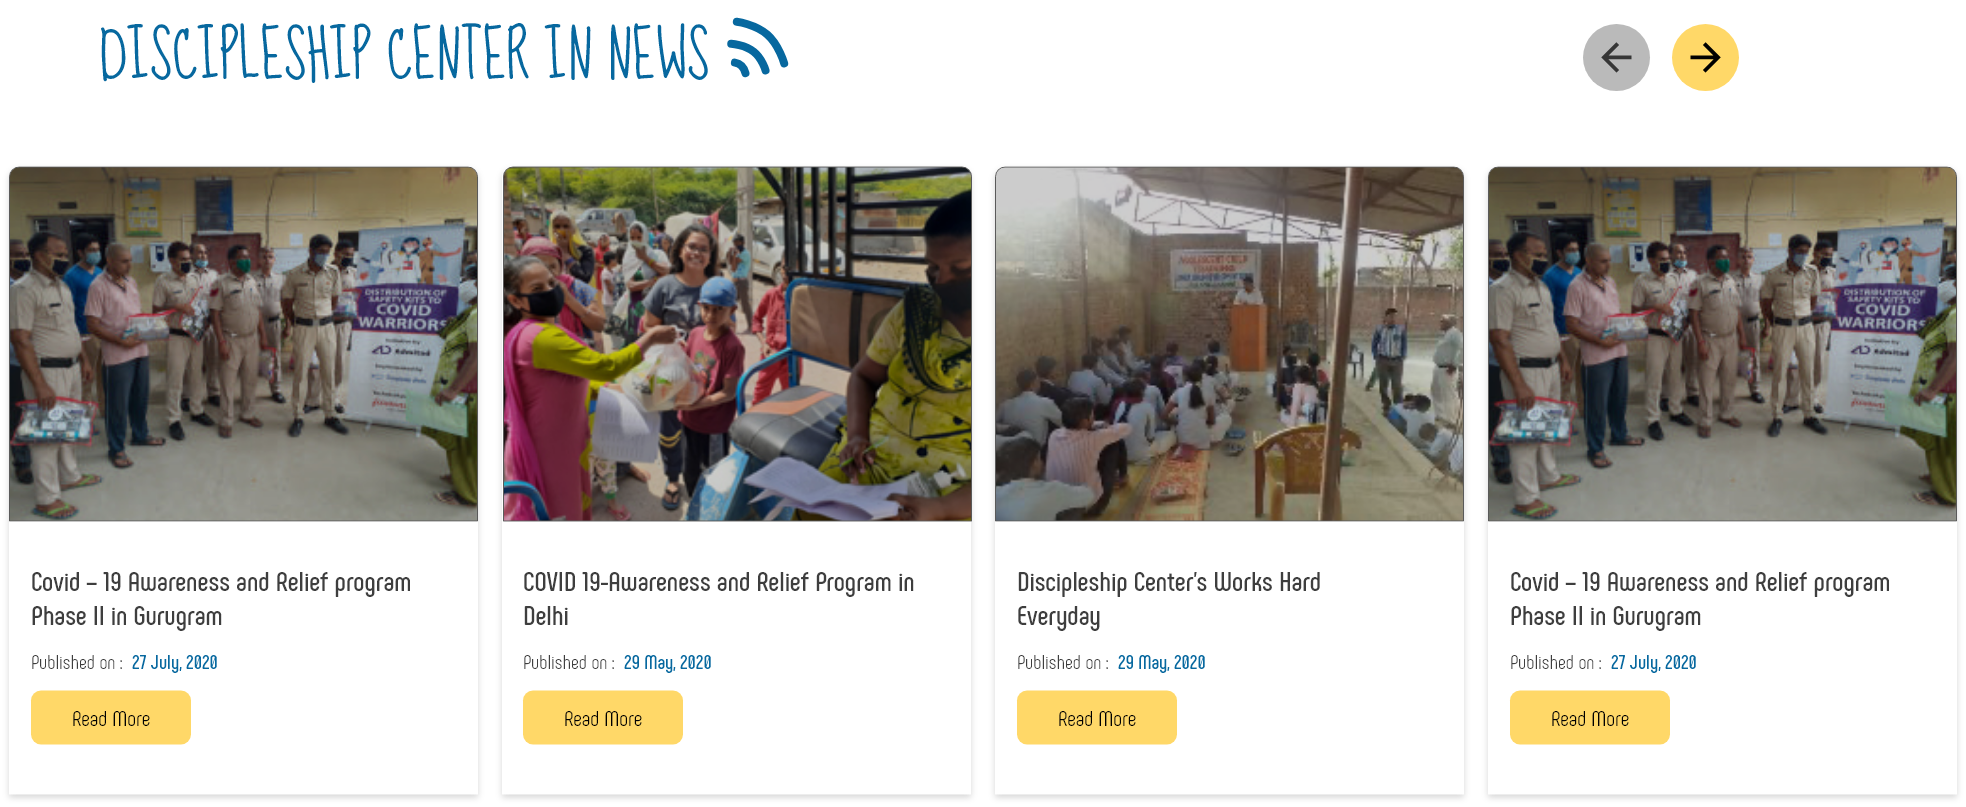 DISCIPLESHIP CENTER IN NEWS
DISTRIBUTION OF
SAFETY KITS TO
COVID
WARRIORS
Admitad
DISTRIBUTION OF
SAFETY KITS TO
COVID
WARRIORS
Admitad
Covid – 19 Awareness and Relief program
Phase II in Gurugram
Published on : 27 July, 2020
Read More
COVID 19-Awareness and Relief Program in
Delhi
Published on : 29 May, 2020
Read More
Discipleship Center's Works Hard
Everyday
Published on : 29 May, 2020
Read More
Covid – 19 Awareness and Relief program
Phase II in Gurugram
Published on : 27 July, 2020
Read More